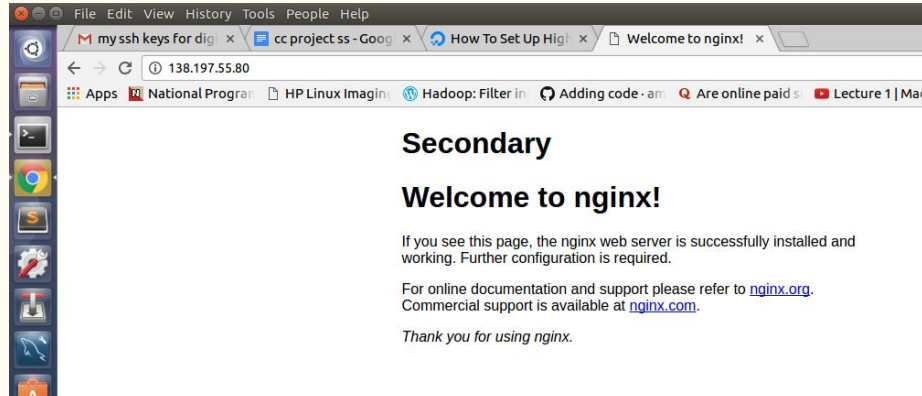 File Edit View History Tools People Help
my ssh keys for digi
cc project ss - Goog
How To Set Up High
Welcome to nginx!
138.197.55.80
Apps
National Program
HP Linux Imaging
Hadoop: Filter in
Adding code · am
Are online paid s
Lecture 1 | Mac
Secondary
Welcome to nginx!
If you see this page, the nginx web server is successfully installed and
working. Further configuration is required.
For online documentation and support please refer to nginx.org.
Commercial support is available at nginx.com.
Thank you for using nginx.